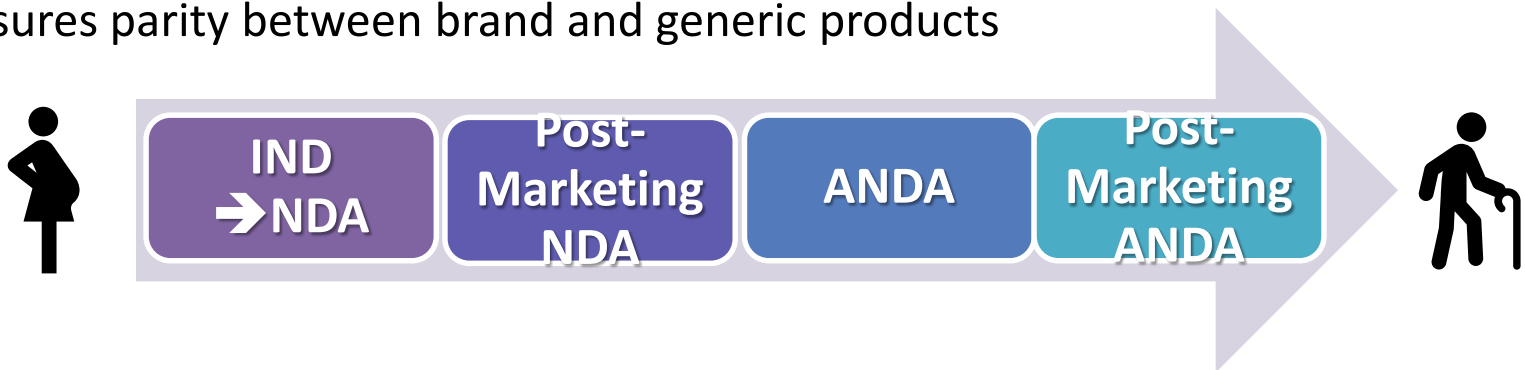 sures parity between brand and generic products
IND
➔NDA
Post-
Marketing
NDA
ANDA
Post-
Marketing
ANDA